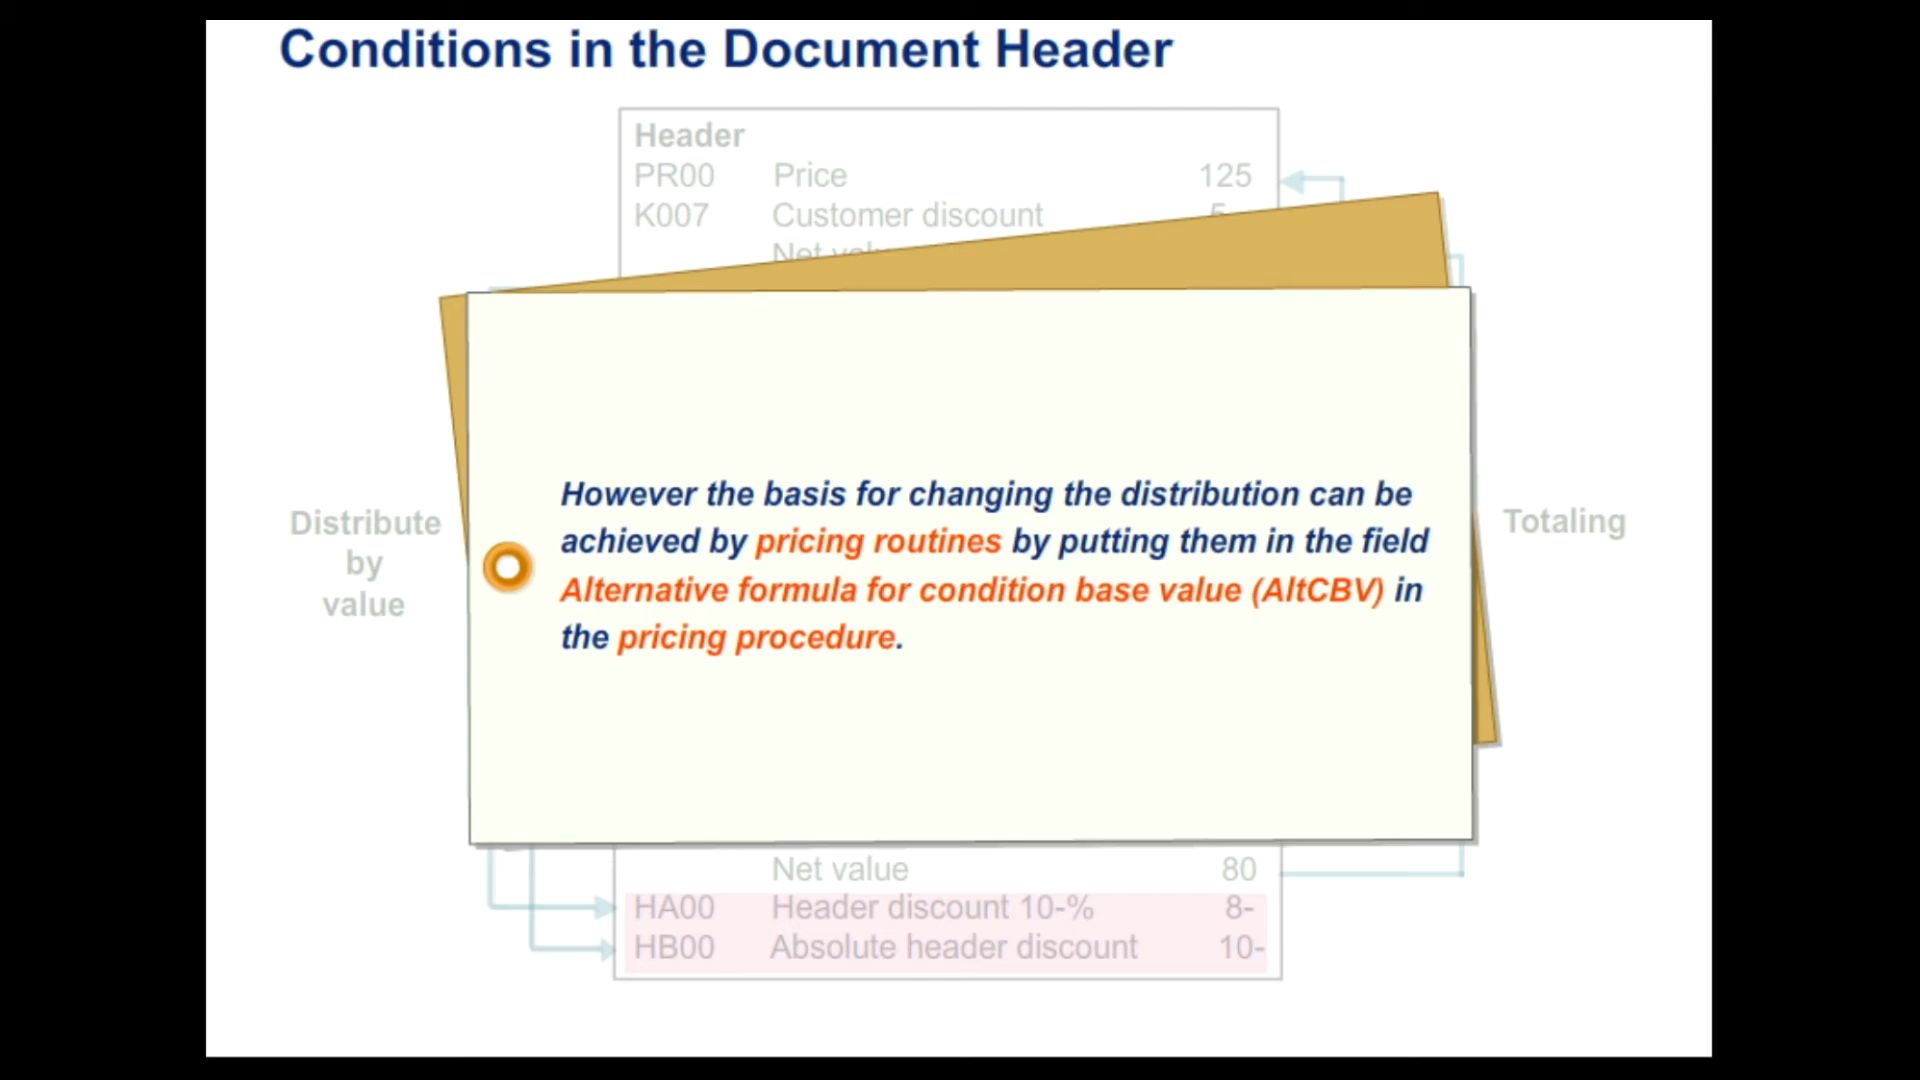 Conditions in the Document Header
Header
PR00 Price 125
K007 Customer discount
Net
However the basis for changing the distribution can be
achieved by pricing routines by putting them in the field
Alternative formula for condition base value (AltCBV) in
the pricing procedure.
Distribute
by
value
Totaling
Net value 80
HA00 Header discount 10-% 8-
HB00 Absolute header discount 10-